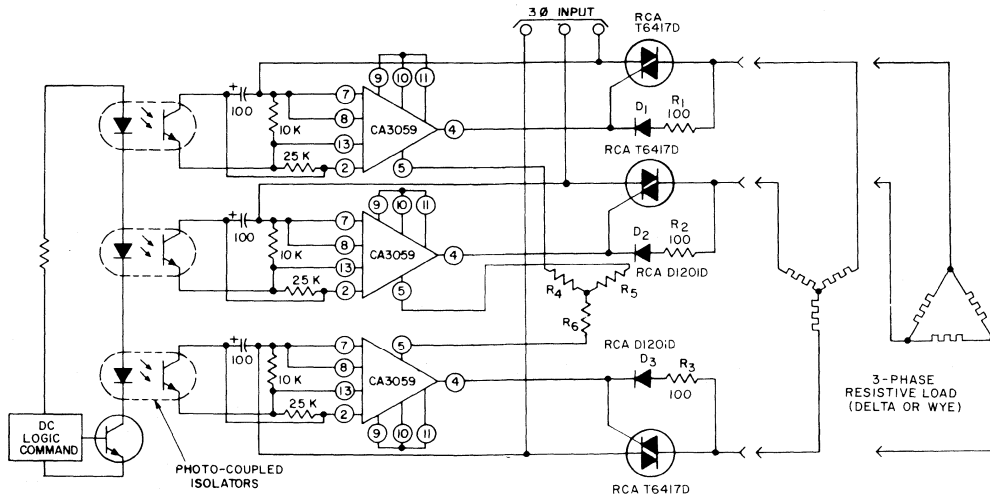 3Ø INPUT
RCA
T6417D
9 10 11
+
100
7
8
10 K
13
25 K
2
CA3059
4
5
D1
R1
100
RCA T6417D
9 10 11
+
100
7
8
10 K
13
25 K
2
CA3059
4
5
D2
R2
100
RCA D1201D
R4
R5
R6
RCA D1201D
+
100
7
8
10 K
13
25 K
2
CA3059
5
4
9 10 11
D3
R3
100
RCA T6417D
3-PHASE
RESISTIVE LOAD
(DELTA OR WYE)
DC
LOGIC
COMMAND
PHOTO-COUPLED
ISOLATORS